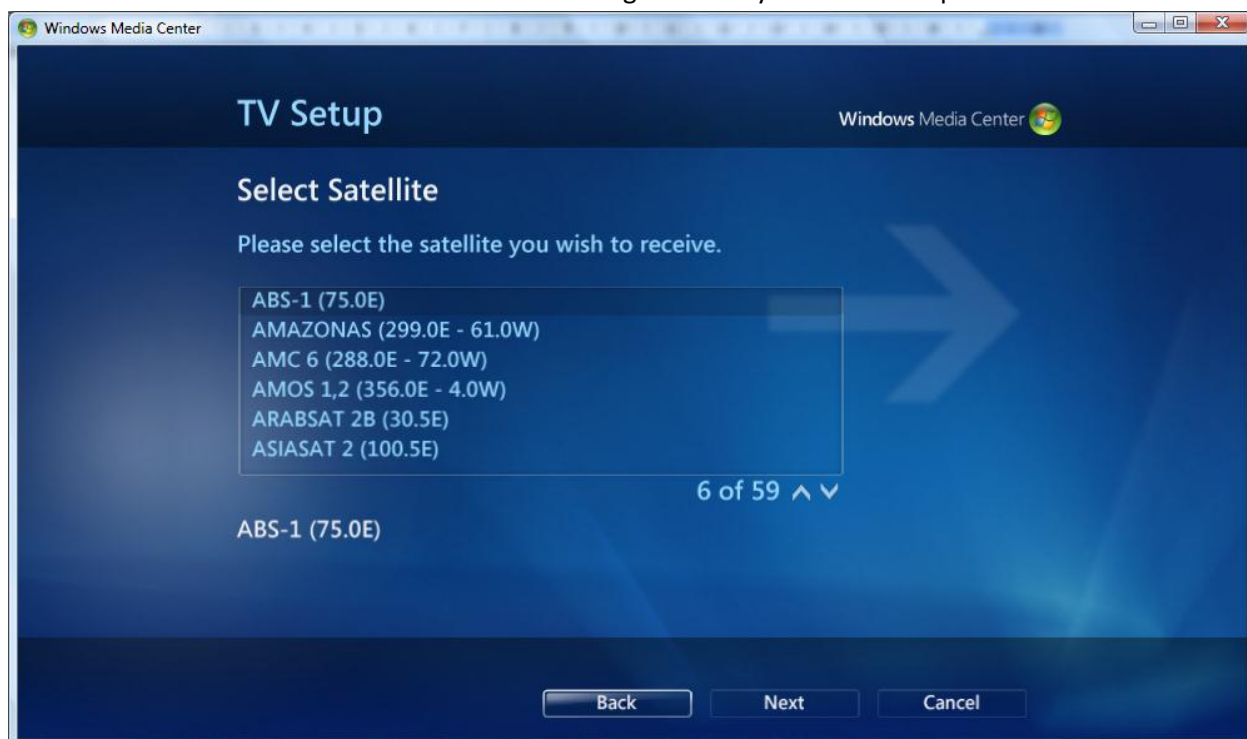 Windows Media Center
TV Setup
Windows Media Center
Select Satellite
Please select the satellite you wish to receive.
ABS-1 (75.0E)
AMAZONAS (299.0E - 61.0W)
AMC 6 (288.0E - 72.0W)
AMOS 1,2 (356.0E - 4.0W)
ARABSAT 2B (30.5E)
ASIASAT 2 (100.5E)
6 of 59
ABS-1 (75.0E)
Back Next Cancel